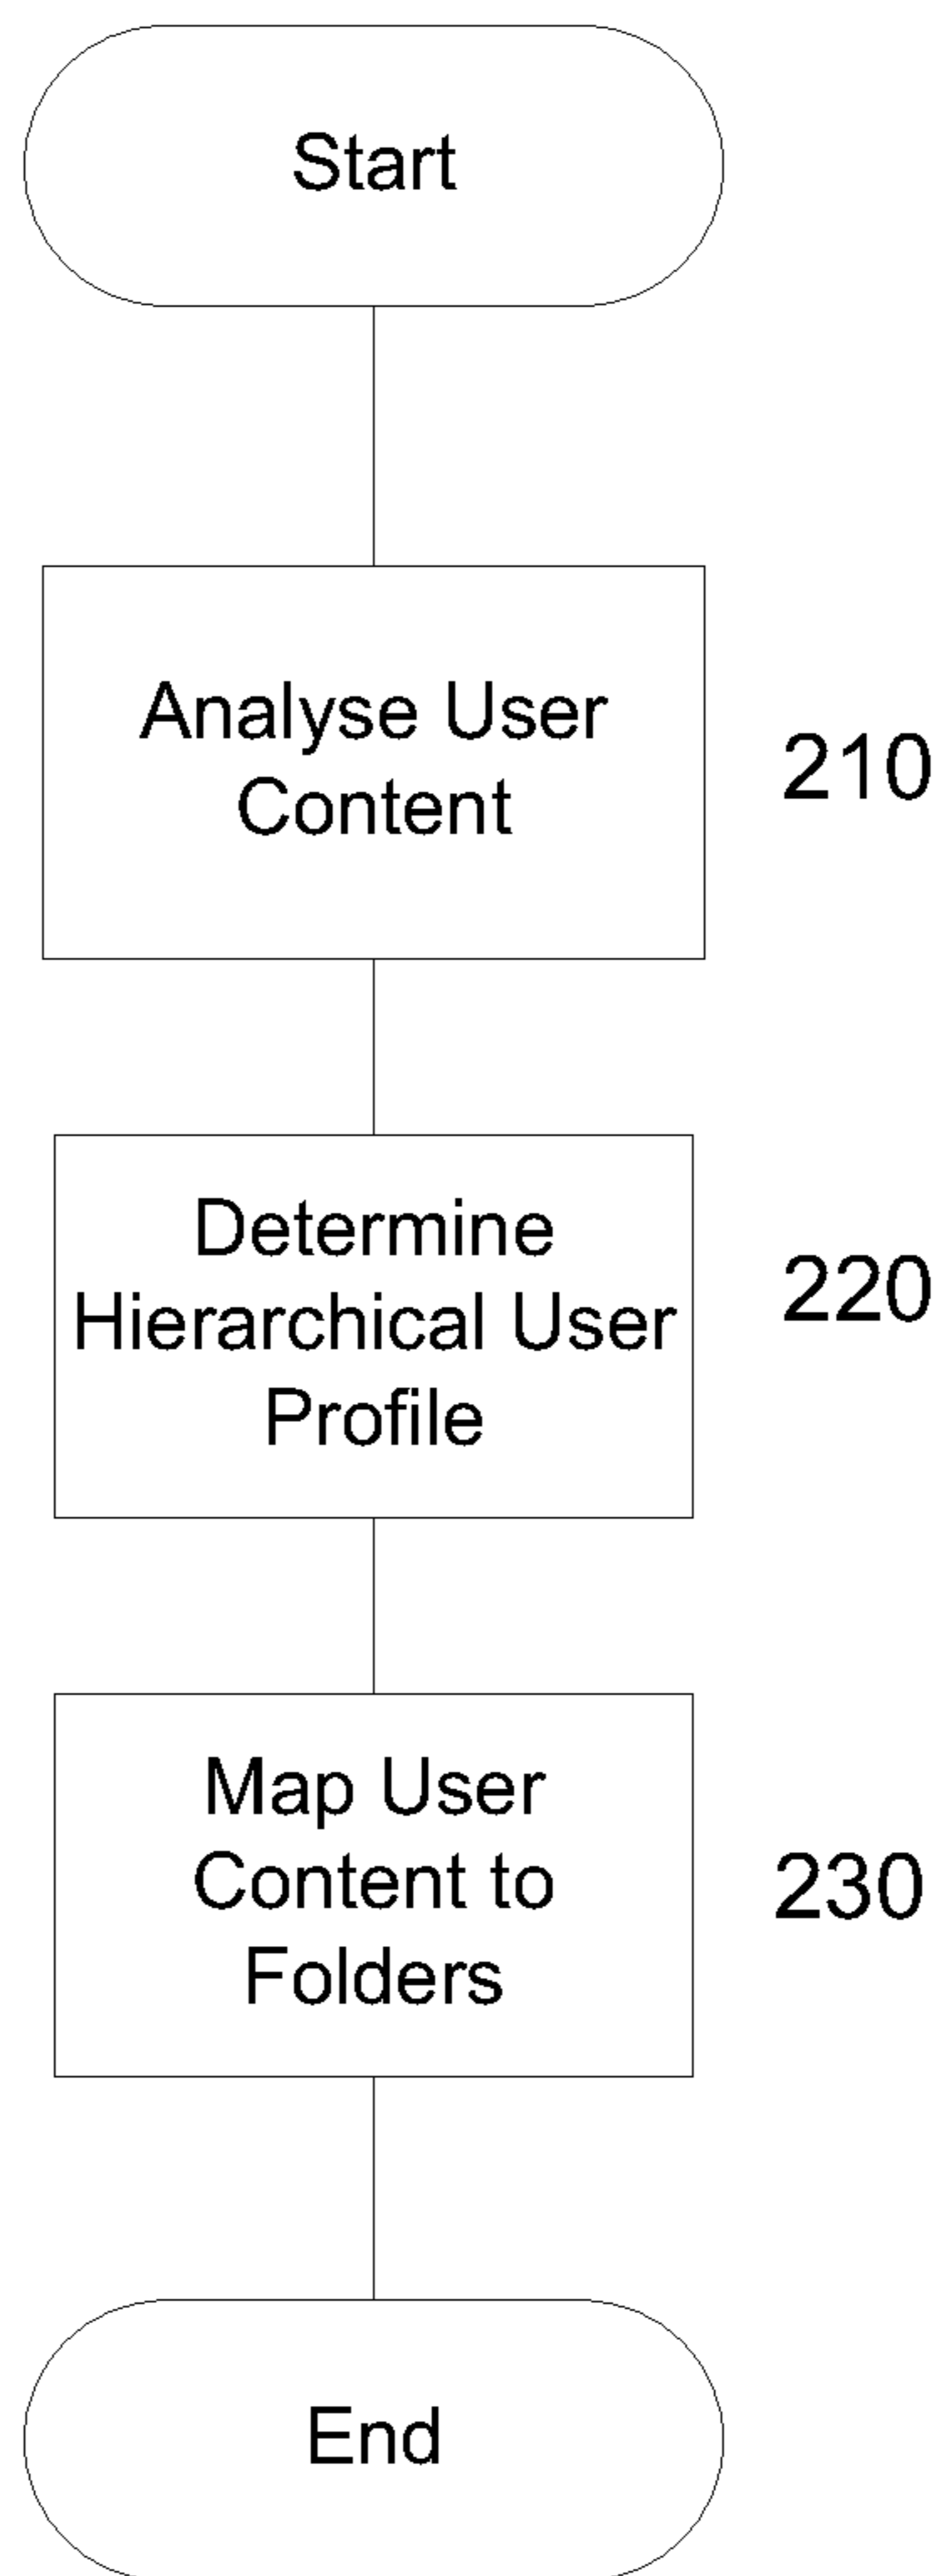 Start
Analyse User
Content
210
Determine
Hierarchical User
Profile
220
Map User
Content to
Folders
230
End